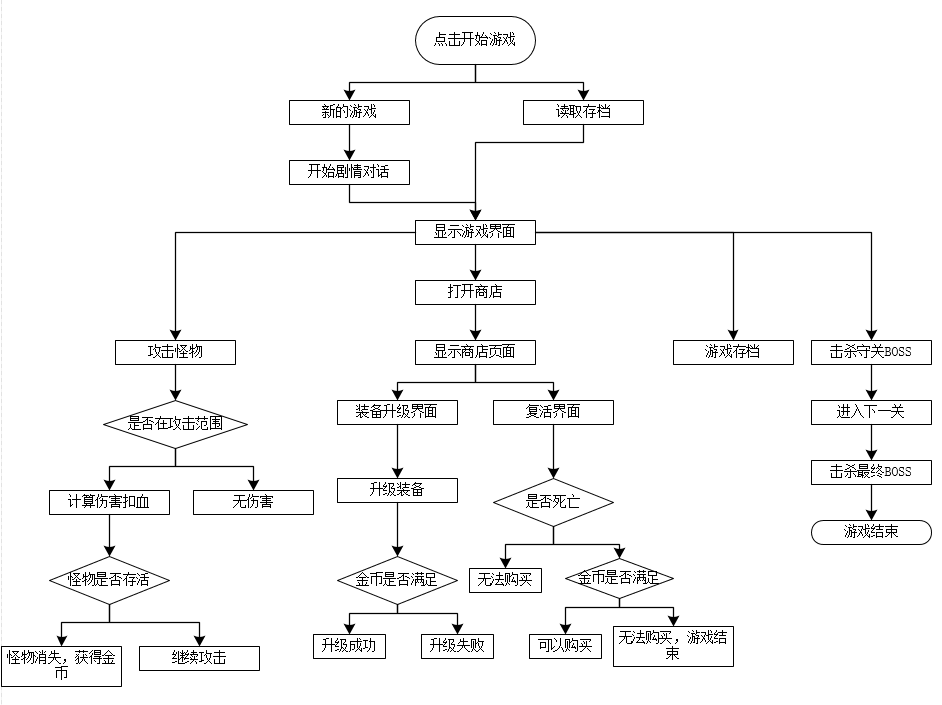 点击开始游戏
新的游戏
读取存档
开始剧情对话
显示游戏界面
打开商店
攻击怪物
显示商店页面
游戏存档
击杀守关BOSS
是否在攻击范围
装备升级界面
复活界面
进入下一关
击杀最终BOSS
计算伤害扣血
无伤害
升级装备
是否死亡
游戏结束
怪物是否存活
金币是否满足
无法购买
金币是否满足
怪物消失，获得金
币
继续攻击
升级成功
升级失败
可以购买
无法购买，游戏结
束